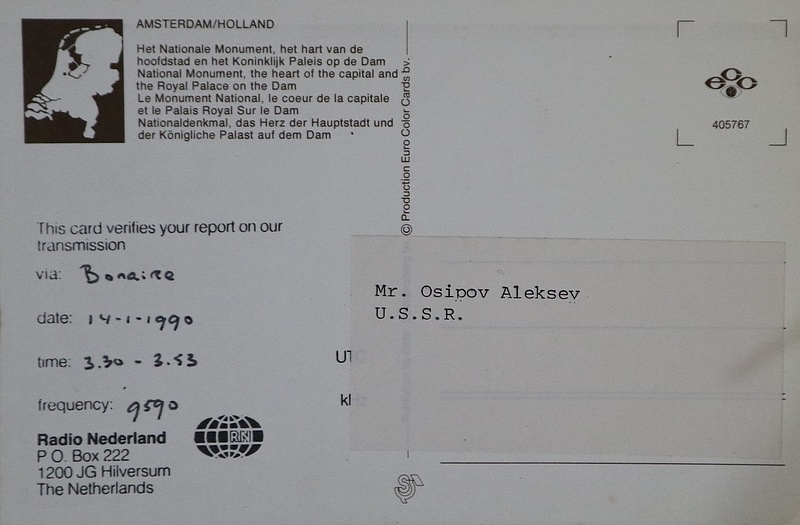 AMSTERDAM/HOLLAND
Het Nationale Monument, het hart van de
hoofdstad en het Koninklijk Paleis op de Dam
National Monument, the heart of the capital and
the Royal Palace on the Dam
Le Monument National, le coeur de la capitale
et le Palais Royal Sur le Dam
Nationaldenkmal, das Herz der Hauptstadt und
der Königliche Palast auf dem Dam
© Production Euro Color Cards bv.
ecc
405767
This card verifies your report on our
transmission
via: Bonaire
date: 14-1-1990
time: 3.30 - 3.53 UTC
frequency: 9590 kHz
Radio Nederland
P O. Box 222
1200 JG Hilversum
The Netherlands
RN
Mr. Osipov Aleksey
U.S.S.R.